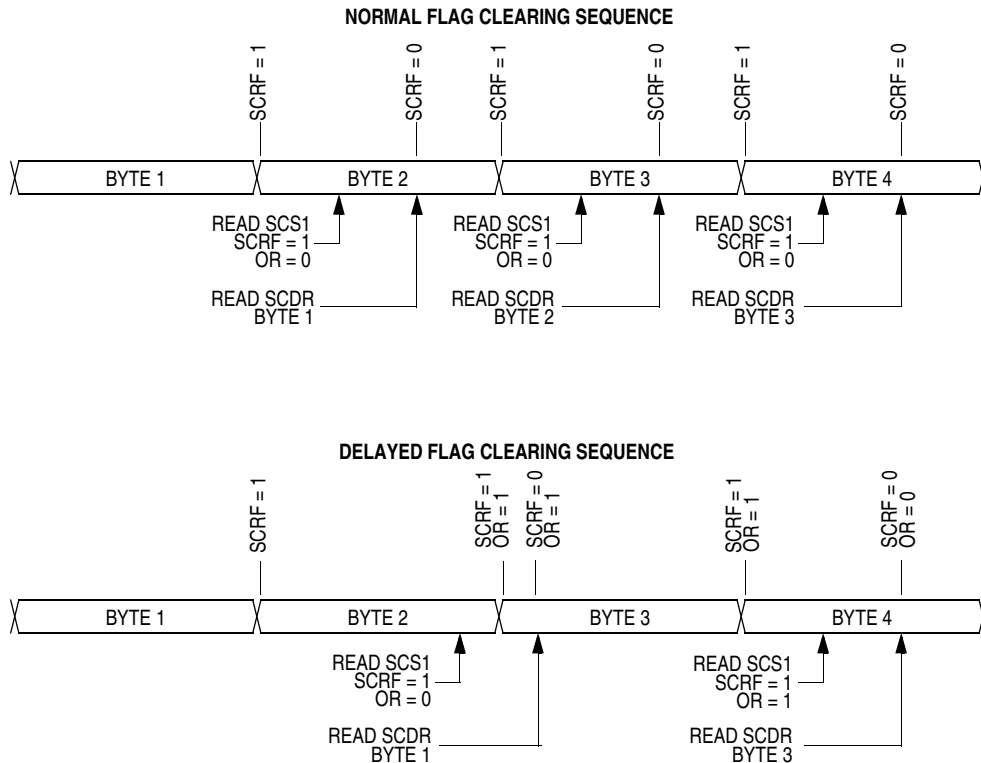 NORMAL FLAG CLEARING SEQUENCE
SCRF = 1
SCRF = 0
SCRF = 1
SCRF = 0
SCRF = 1
SCRF = 0
BYTE 1
BYTE 2
BYTE 3
BYTE 4
READ SCS1
SCRF = 1
OR = 0
READ SCS1
SCRF = 1
OR = 0
READ SCS1
SCRF = 1
OR = 0
READ SCDR
BYTE 1
READ SCDR
BYTE 2
READ SCDR
BYTE 3
DELAYED FLAG CLEARING SEQUENCE
SCRF = 1
SCRF = 1
OR = 1
SCRF = 0
OR = 1
SCRF = 1
OR = 1
SCRF = 0
OR = 0
BYTE 1
BYTE 2
BYTE 3
BYTE 4
READ SCS1
SCRF = 1
OR = 0
READ SCS1
SCRF = 1
OR = 1
READ SCDR
BYTE 1
READ SCDR
BYTE 3